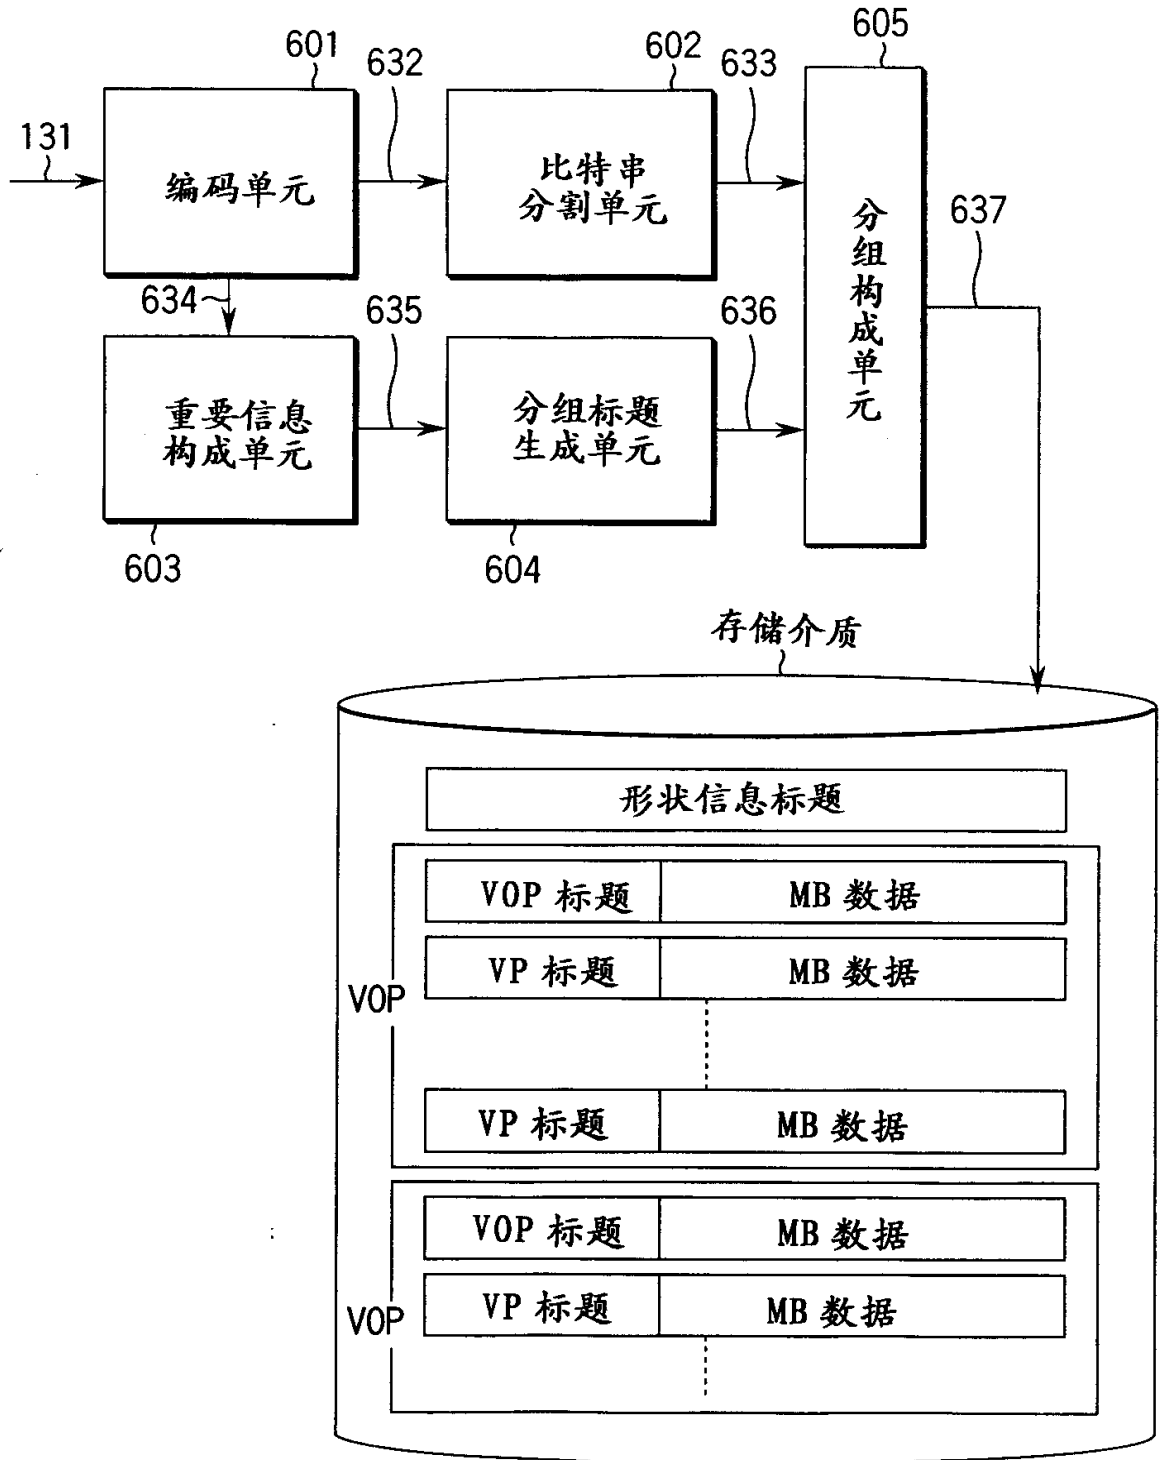 601
632
602
633
605
131
编码单元
比特串
分割单元
分组构成单元
637
634
635
636
重要信息
构成单元
分组标题
生成单元
603
604
存储介质
形状信息标题
VOP 标题 MB 数据
VP 标题 MB 数据
VOP
VP 标题 MB 数据
VOP 标题 MB 数据
VP 标题 MB 数据
VOP